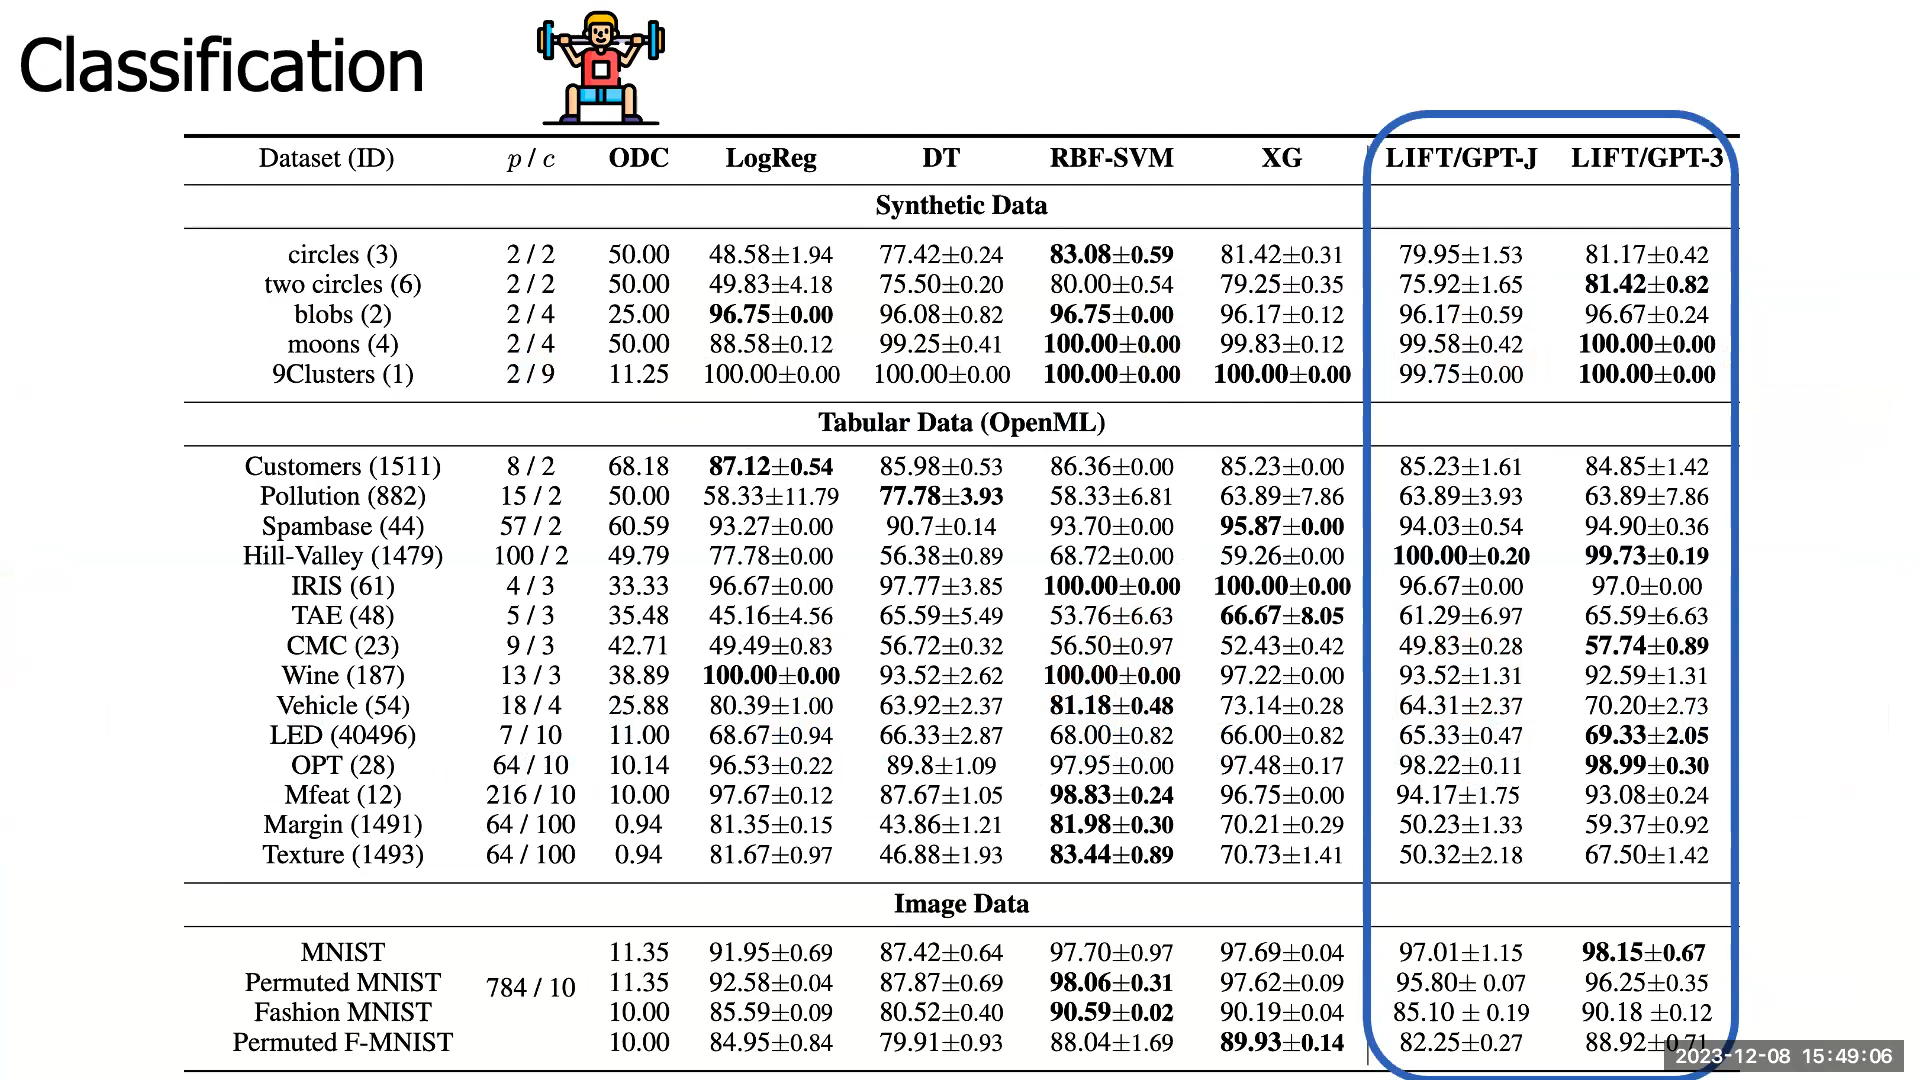 Classification
Dataset (ID) p / c ODC LogReg DT RBF-SVM XG LIFT/GPT-J LIFT/GPT-3
Synthetic Data
circles (3) 2 / 2 50.00 48.58±1.94 77.42±0.24 83.08±0.59 81.42±0.31 79.95±1.53 81.17±0.42
two circles (6) 2 / 2 50.00 49.83±4.18 75.50±0.20 80.00±0.54 79.25±0.35 75.92±1.65 81.42±0.82
blobs (2) 2 / 4 25.00 96.75±0.00 96.08±0.82 96.75±0.00 96.17±0.12 96.17±0.59 96.67±0.24
moons (4) 2 / 4 50.00 88.58±0.12 99.25±0.41 100.00±0.00 99.83±0.12 99.58±0.42 100.00±0.00
9Clusters (1) 2 / 9 11.25 100.00±0.00 100.00±0.00 100.00±0.00 100.00±0.00 99.75±0.00 100.00±0.00
Tabular Data (OpenML)
Customers (1511) 8 / 2 68.18 87.12±0.54 85.98±0.53 86.36±0.00 85.23±0.00 85.23±1.61 84.85±1.42
Pollution (882) 15 / 2 50.00 58.33±11.79 77.78±3.93 58.33±6.81 63.89±7.86 63.89±3.93 63.89±7.86
Spambase (44) 57 / 2 60.59 93.27±0.00 90.7±0.14 93.70±0.00 95.87±0.00 94.03±0.54 94.90±0.36
Hill-Valley (1479) 100 / 2 49.79 77.78±0.00 56.38±0.89 68.72±0.00 59.26±0.00 100.00±0.20 99.73±0.19
IRIS (61) 4 / 3 33.33 96.67±0.00 97.77±3.85 100.00±0.00 100.00±0.00 96.67±0.00 97.0±0.00
TAE (48) 5 / 3 35.48 45.16±4.56 65.59±5.49 53.76±6.63 66.67±8.05 61.29±6.97 65.59±6.63
CMC (23) 9 / 3 42.71 49.49±0.83 56.72±0.32 56.50±0.97 52.43±0.42 49.83±0.28 57.74±0.89
Wine (187) 13 / 3 38.89 100.00±0.00 93.52±2.62 100.00±0.00 97.22±0.00 93.52±1.31 92.59±1.31
Vehicle (54) 18 / 4 25.88 80.39±1.00 63.92±2.37 81.18±0.48 73.14±0.28 64.31±2.37 70.20±2.73
LED (40496) 7 / 10 11.00 68.67±0.94 66.33±2.87 68.00±0.82 66.00±0.82 65.33±0.47 69.33±2.05
OPT (28) 64 / 10 10.14 96.53±0.22 89.8±1.09 97.95±0.00 97.48±0.17 98.22±0.11 98.99±0.30
Mfeat (12) 216 / 10 10.00 97.67±0.12 87.67±1.05 98.83±0.24 96.75±0.00 94.17±1.75 93.08±0.24
Margin (1491) 64 / 100 0.94 81.35±0.15 43.86±1.21 81.98±0.30 70.21±0.29 50.23±1.33 59.37±0.92
Texture (1493) 64 / 100 0.94 81.67±0.97 46.88±1.93 83.44±0.89 70.73±1.41 50.32±2.18 67.50±1.42
Image Data
MNIST 11.35 91.95±0.69 87.42±0.64 97.70±0.97 97.69±0.04 97.01±1.15 98.15±0.67
Permuted MNIST 784 / 10 11.35 92.58±0.04 87.87±0.69 98.06±0.31 97.62±0.09 95.80± 0.07 96.25±0.35
Fashion MNIST 10.00 85.59±0.09 80.52±0.40 90.59±0.02 90.19±0.04 85.10 ± 0.19 90.18 ±0.12
Permuted F-MNIST 10.00 84.95±0.84 79.91±0.93 88.04±1.69 89.93±0.14 82.25±0.27 88.92±0.71
2023-12-08 15:49:06